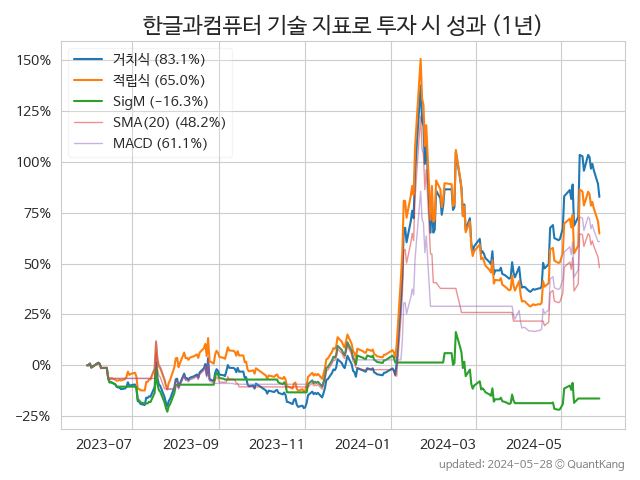 한글과컴퓨터 기술 지표로 투자 시 성과 (1년)
150%
125%
100%
75%
50%
25%
0%
−25%
거치식 (83.1%)
적립식 (65.0%)
SigM (−16.3%)
SMA(20) (48.2%)
MACD (61.1%)
2023−07 2023−09 2023−11 2024−01 2024−03 2024−05
updated: 2024-05-28 © QuantKang